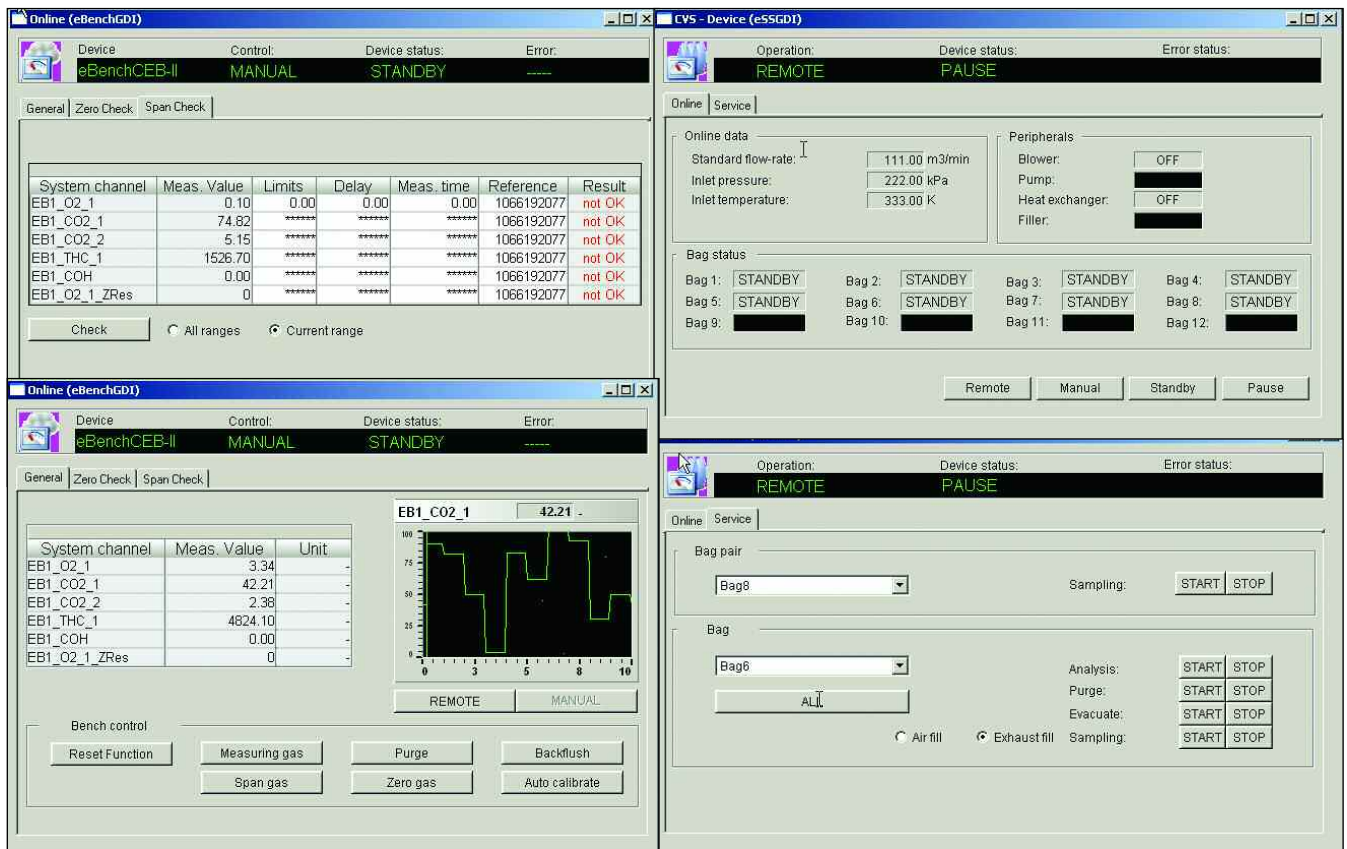 Online (eBenchGDI)
Device Control: Device status: Error:
eBenchCEB-II MANUAL STANDBY -----
General Zero Check Span Check
System channel Meas. Value Limits Delay Meas. time Reference Result
EB1_O2_1 0.10 0.00 0.00 0.00 1066192077 not OK
EB1_CO2_1 74.82 ****** ****** ****** 1066192077 not OK
EB1_CO2_2 5.15 ****** ****** ****** 1066192077 not OK
EB1_THC_1 1526.70 ****** ****** ****** 1066192077 not OK
EB1_COH 0.00 ****** ****** ****** 1066192077 not OK
EB1_O2_1_ZRes 0 ****** ****** ****** 1066192077 not OK
Check All ranges Current range
CVS - Device (eSSGDI)
Operation: Device status: Error status:
REMOTE PAUSE
Online Service
Online data
Standard flow-rate: 111.00 m3/min
Inlet pressure: 222.00 kPa
Inlet temperature: 333.00 K
Peripherals
Blower: OFF
Pump:
Heat exchanger: OFF
Filler:
Bag status
Bag 1: STANDBY Bag 2: STANDBY Bag 3: STANDBY Bag 4: STANDBY
Bag 5: STANDBY Bag 6: STANDBY Bag 7: STANDBY Bag 8: STANDBY
Bag 9: Bag 10: Bag 11: Bag 12:
Remote Manual Standby Pause
Online (eBenchGDI)
Device Control: Device status: Error:
eBenchCEB-II MANUAL STANDBY -----
General Zero Check Span Check
System channel Meas. Value Unit
EB1_O2_1 3.34 -
EB1_CO2_1 42.21 -
EB1_CO2_2 2.38 -
EB1_THC_1 4824.10 -
EB1_COH 0.00 -
EB1_O2_1_ZRes 0 -
EB1_CO2_1 42.21 -
100
75
50
25
0
0 3 5 8 10
REMOTE MANUAL
Bench control
Reset Function Measuring gas Purge Backflush
Span gas Zero gas Auto calibrate
Operation: Device status: Error status:
REMOTE PAUSE
Online Service
Bag pair
Bag8 Sampling: START STOP
Bag
Bag6 Analysis: START STOP
ALL Purge: START STOP
Evacuate: START STOP
Air fill Exhaust fill Sampling: START STOP